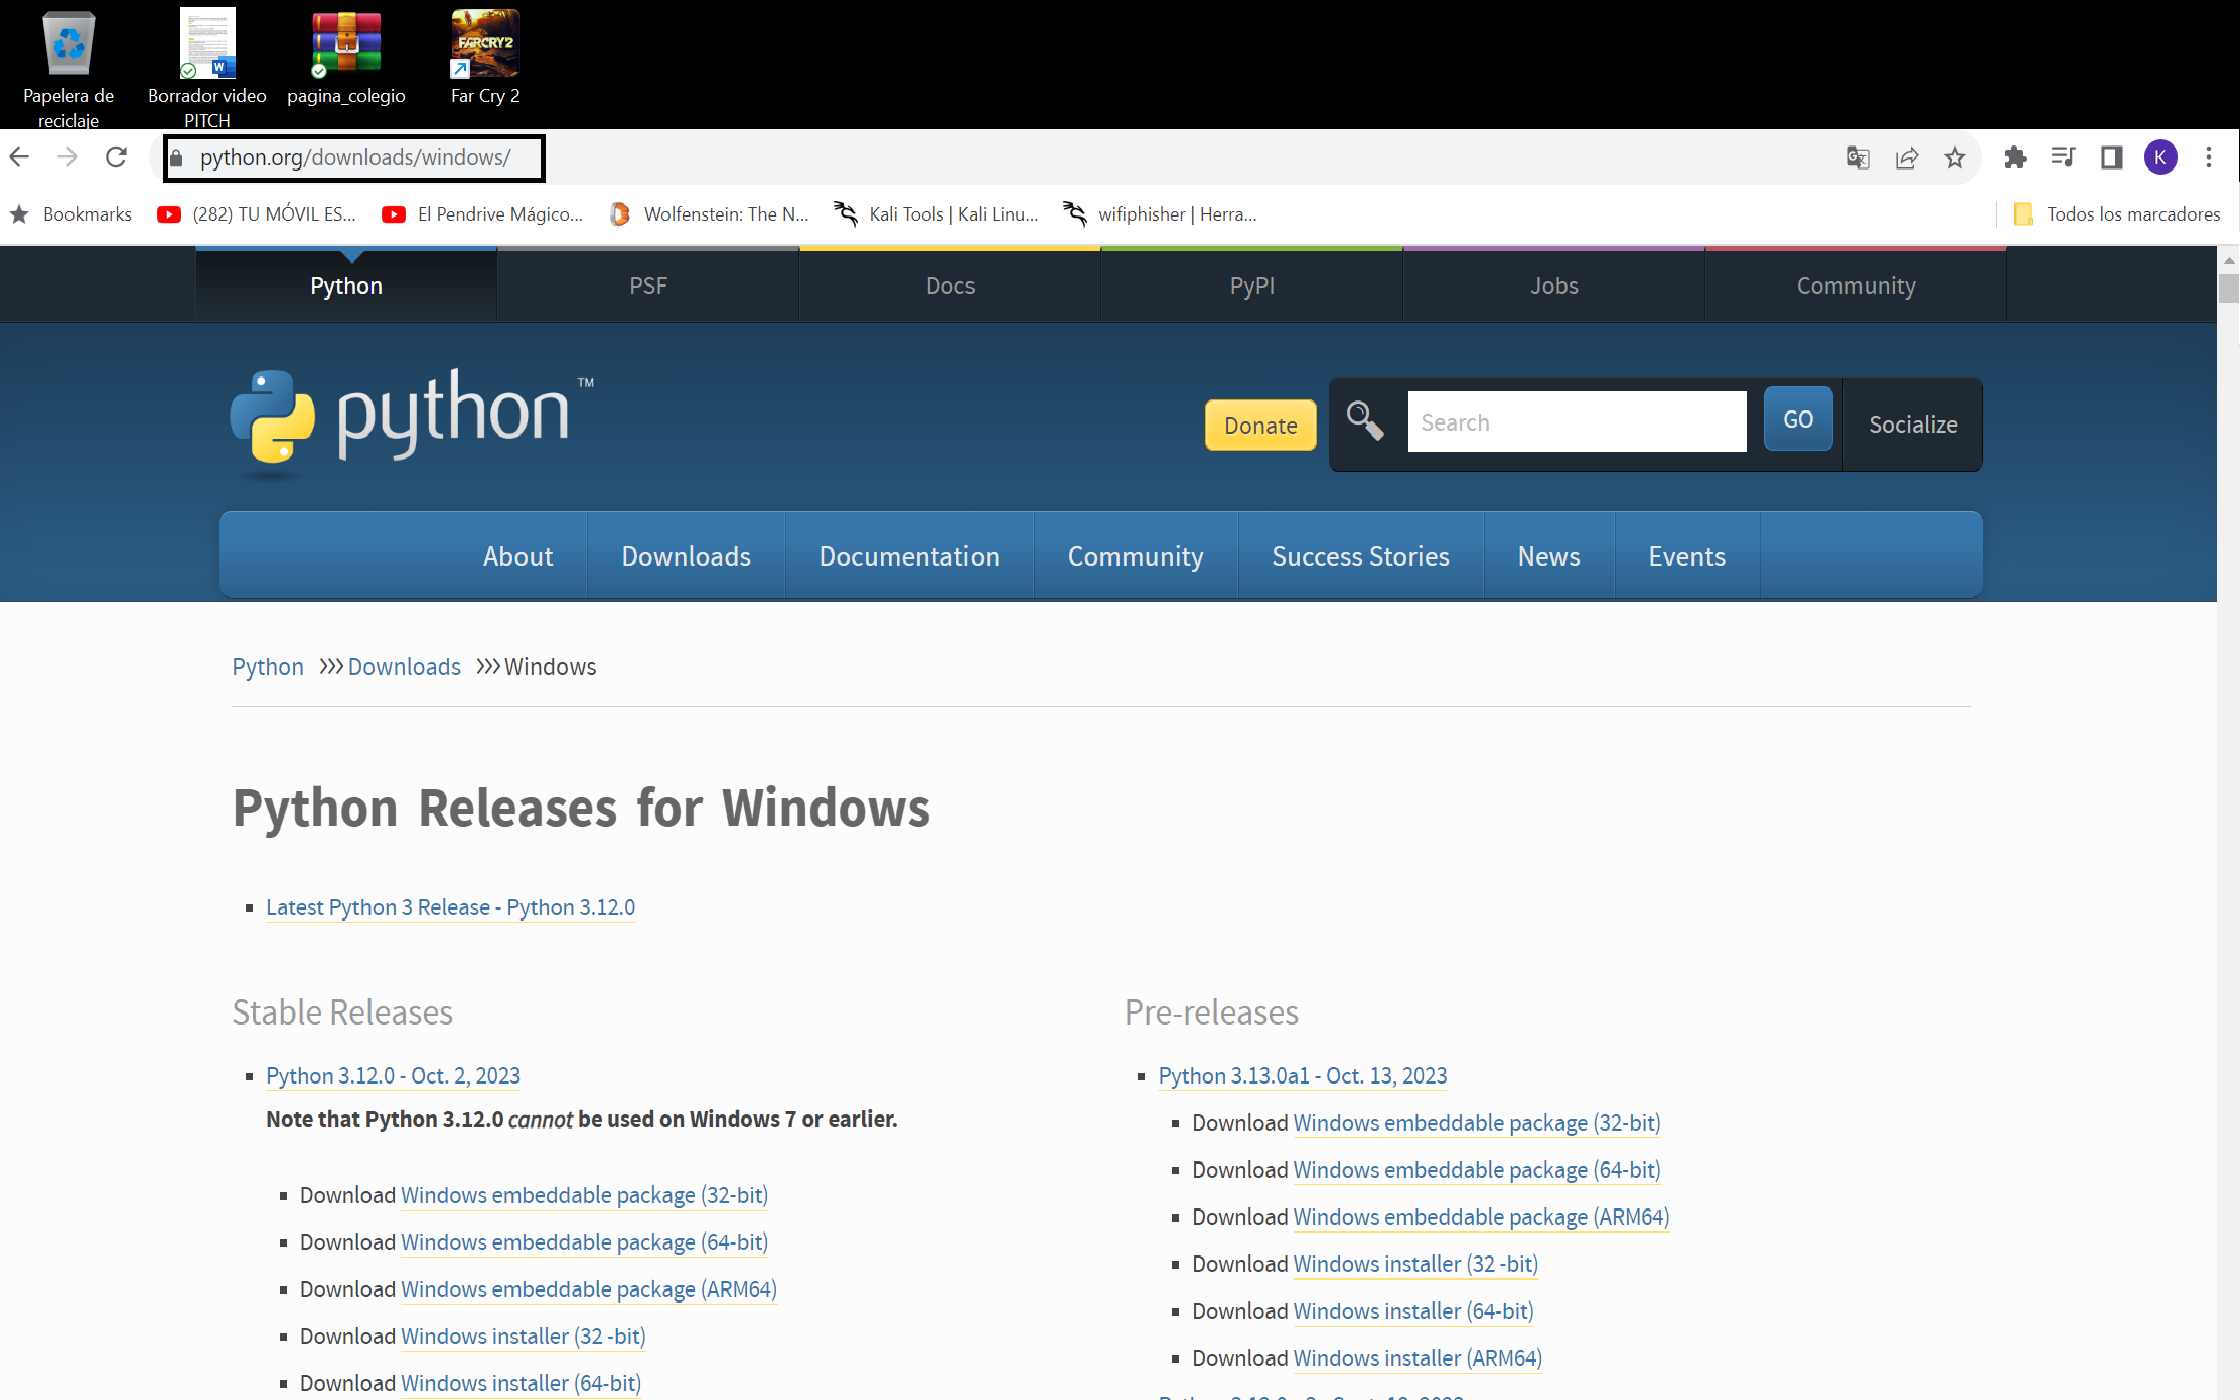 Papelera de
reciclaje
Borrador video
PITCH
pagina_colegio
FARCRY2
Far Cry 2
python.org/downloads/windows/
K
Bookmarks
(282) TU MÓVIL ES...
El Pendrive Mágico...
Wolfenstein: The N...
Kali Tools | Kali Linu...
wifiphisher | Herra...
Todos los marcadores
Python
PSF
Docs
PyPI
Jobs
Community
python™
Donate
Search
GO
Socialize
About
Downloads
Documentation
Community
Success Stories
News
Events
Python >>> Downloads >>> Windows
Python Releases for Windows
Latest Python 3 Release - Python 3.12.0
Stable Releases
Python 3.12.0 - Oct. 2, 2023
Note that Python 3.12.0 cannot be used on Windows 7 or earlier.
Download Windows embeddable package (32-bit)
Download Windows embeddable package (64-bit)
Download Windows embeddable package (ARM64)
Download Windows installer (32 -bit)
Download Windows installer (64-bit)
Pre-releases
Python 3.13.0a1 - Oct. 13, 2023
Download Windows embeddable package (32-bit)
Download Windows embeddable package (64-bit)
Download Windows embeddable package (ARM64)
Download Windows installer (32 -bit)
Download Windows installer (64-bit)
Download Windows installer (ARM64)